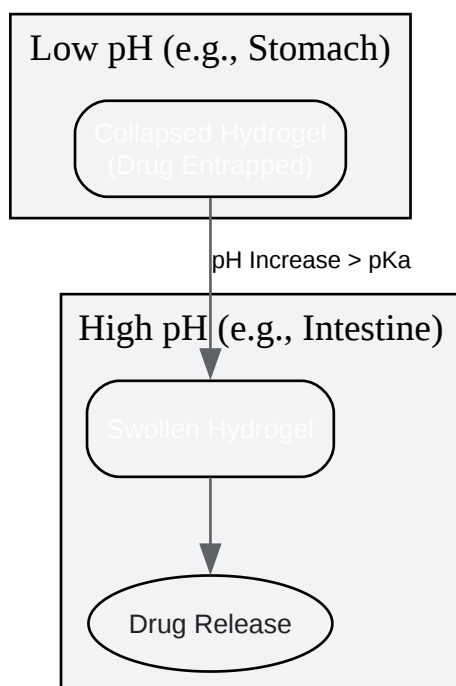 Low pH (e.g., Stomach)
Collapsed Hydrogel
(Drug Entrapped)
pH Increase > pKa
High pH (e.g., Intestine)
Swollen Hydrogel
Drug Release